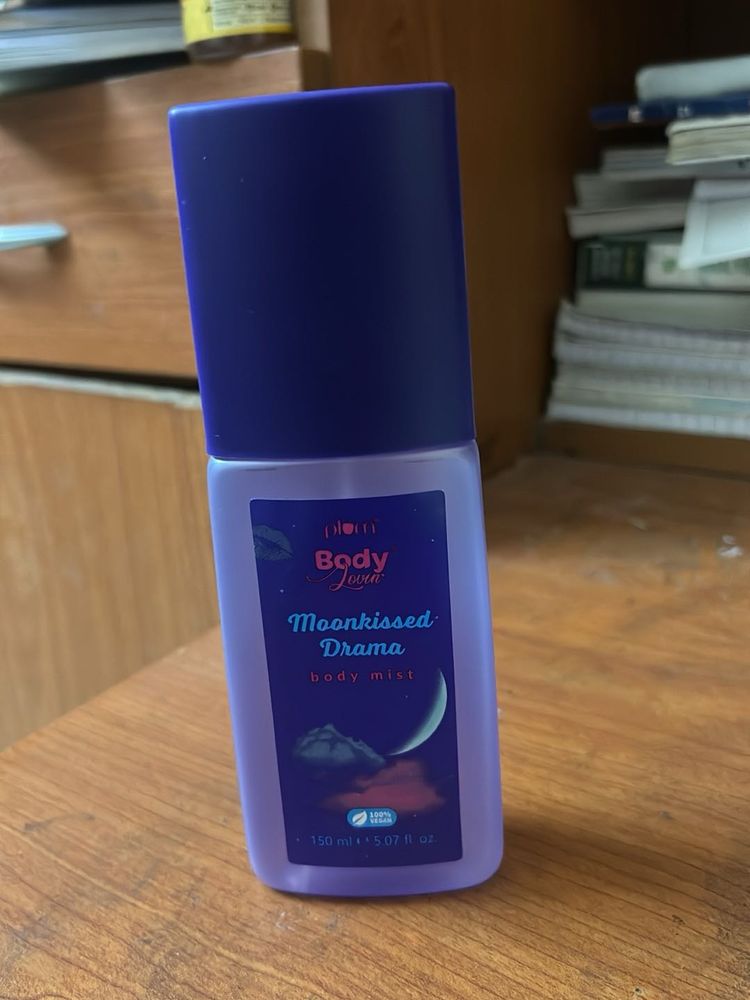 plum
Body
Lovin'
Moonkissed
Drama
body mist
100%
VEGAN
150 ml 5.07 fl. oz.